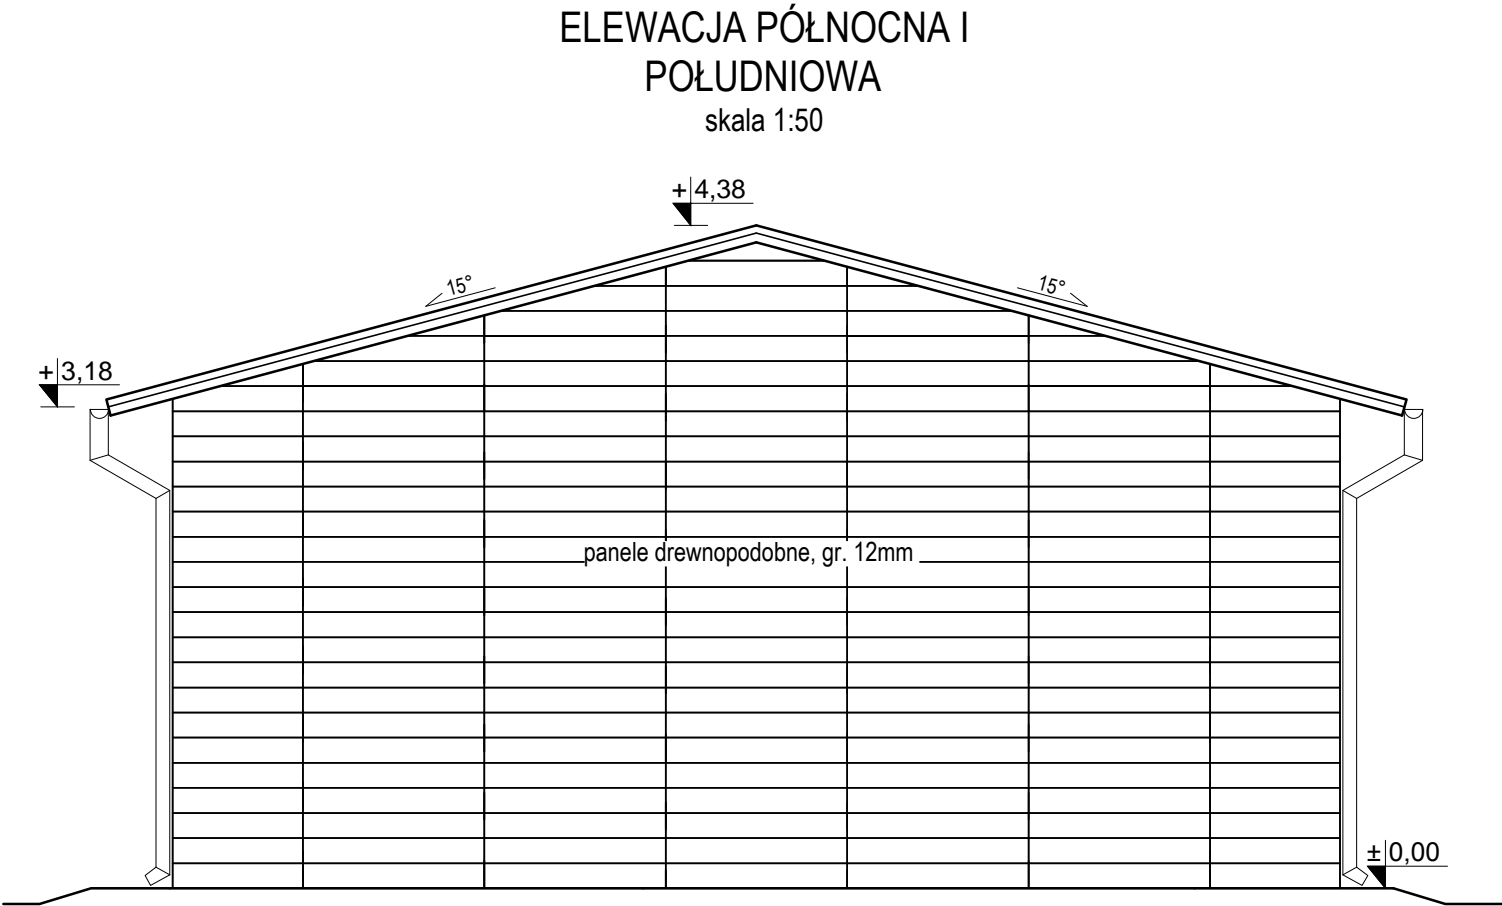 ELEWACJA PÓŁNOCNA I
POŁUDNIOWA
skala 1:50
+4,38
15°
15°
+3,18
panele drewnopodobne, gr. 12mm
±0,00